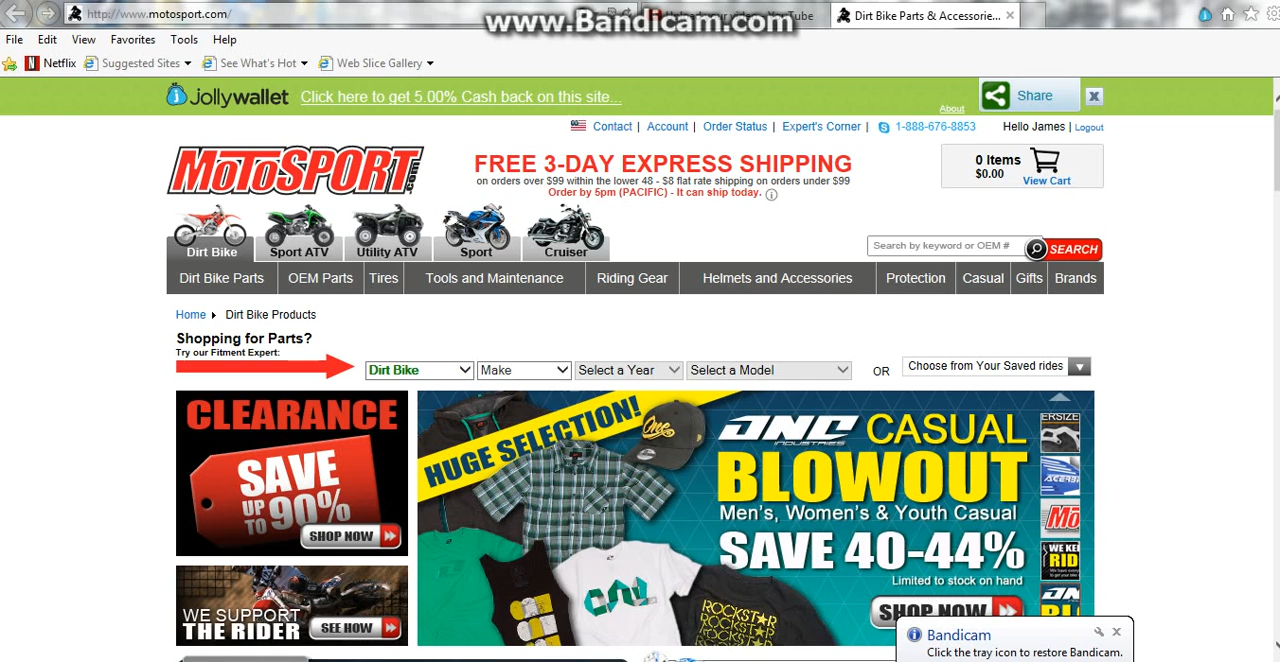 http://www.motosport.com/
www.Bandicam.com
YouTube
Dirt Bike Parts & Accessorie...
File Edit View Favorites Tools Help
Netflix Suggested Sites See What's Hot Web Slice Gallery
Jollywallet Click here to get 5.00% Cash back on this site...
About
Share
Contact | Account | Order Status | Expert's Corner | 1-888-676-8853 Hello James | Logout
MOTOSPORT.com
FREE 3-DAY EXPRESS SHIPPING
on orders over $99 within the lower 48 - $8 flat rate shipping on orders under $99
Order by 5pm (PACIFIC) - It can ship today.
0 Items
$0.00
View Cart
Dirt Bike Sport ATV Utility ATV Sport Cruiser
Search by keyword or OEM # SEARCH
Dirt Bike Parts OEM Parts Tires Tools and Maintenance Riding Gear Helmets and Accessories Protection Casual Gifts Brands
Home Dirt Bike Products
Shopping for Parts?
Try our Fitment Expert:
Dirt Bike Make Select a Year Select a Model OR Choose from Your Saved rides
CLEARANCE
SAVE
UP TO 90%
SHOP NOW
WE SUPPORT
THE RIDER
SEE HOW
HUGE SELECTION!
One
ONE INDUSTRIES CASUAL
BLOWOUT
Men's, Women's & Youth Casual
SAVE 40-44%
Limited to stock on hand
SHOP NOW
ROCKSTAR
ERSIZE
ACERBI
Mo
WE KE
RID
Bandicam
Click the tray icon to restore Bandicam.